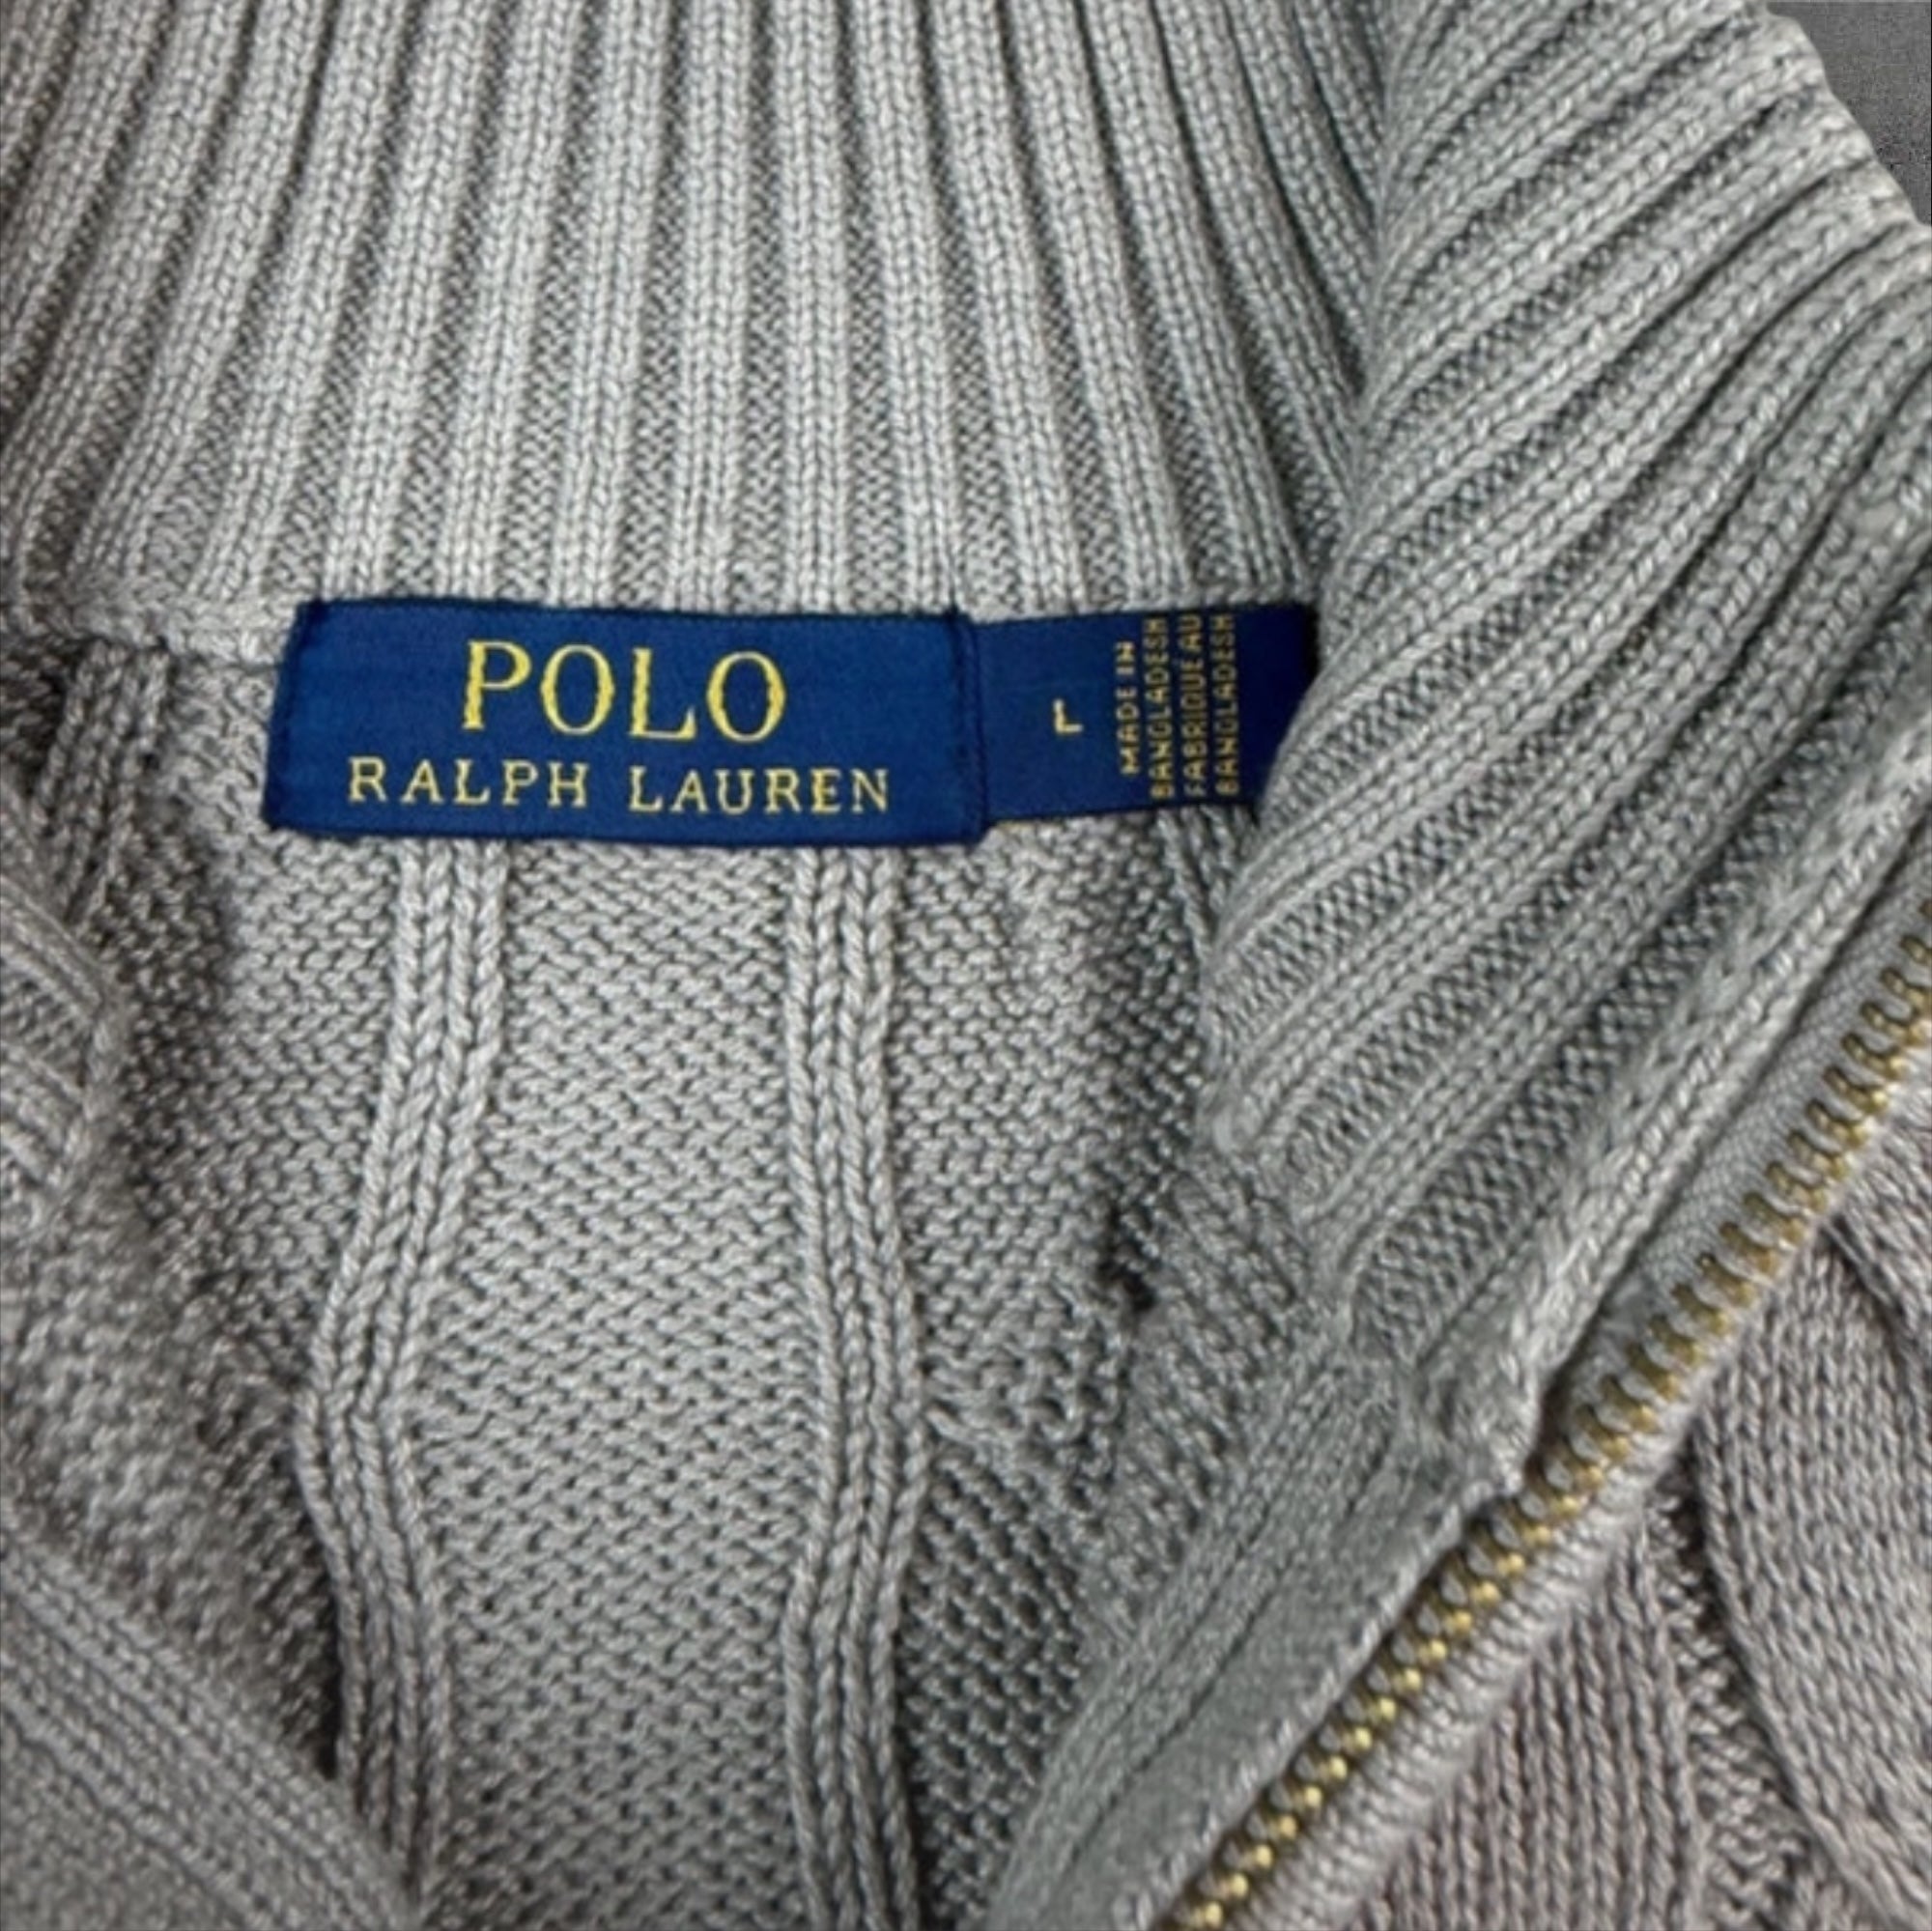 POLO
RALPH LAUREN
L
MADE IN
BANGLADESH
FABRIQUE AU
BANGLADESH